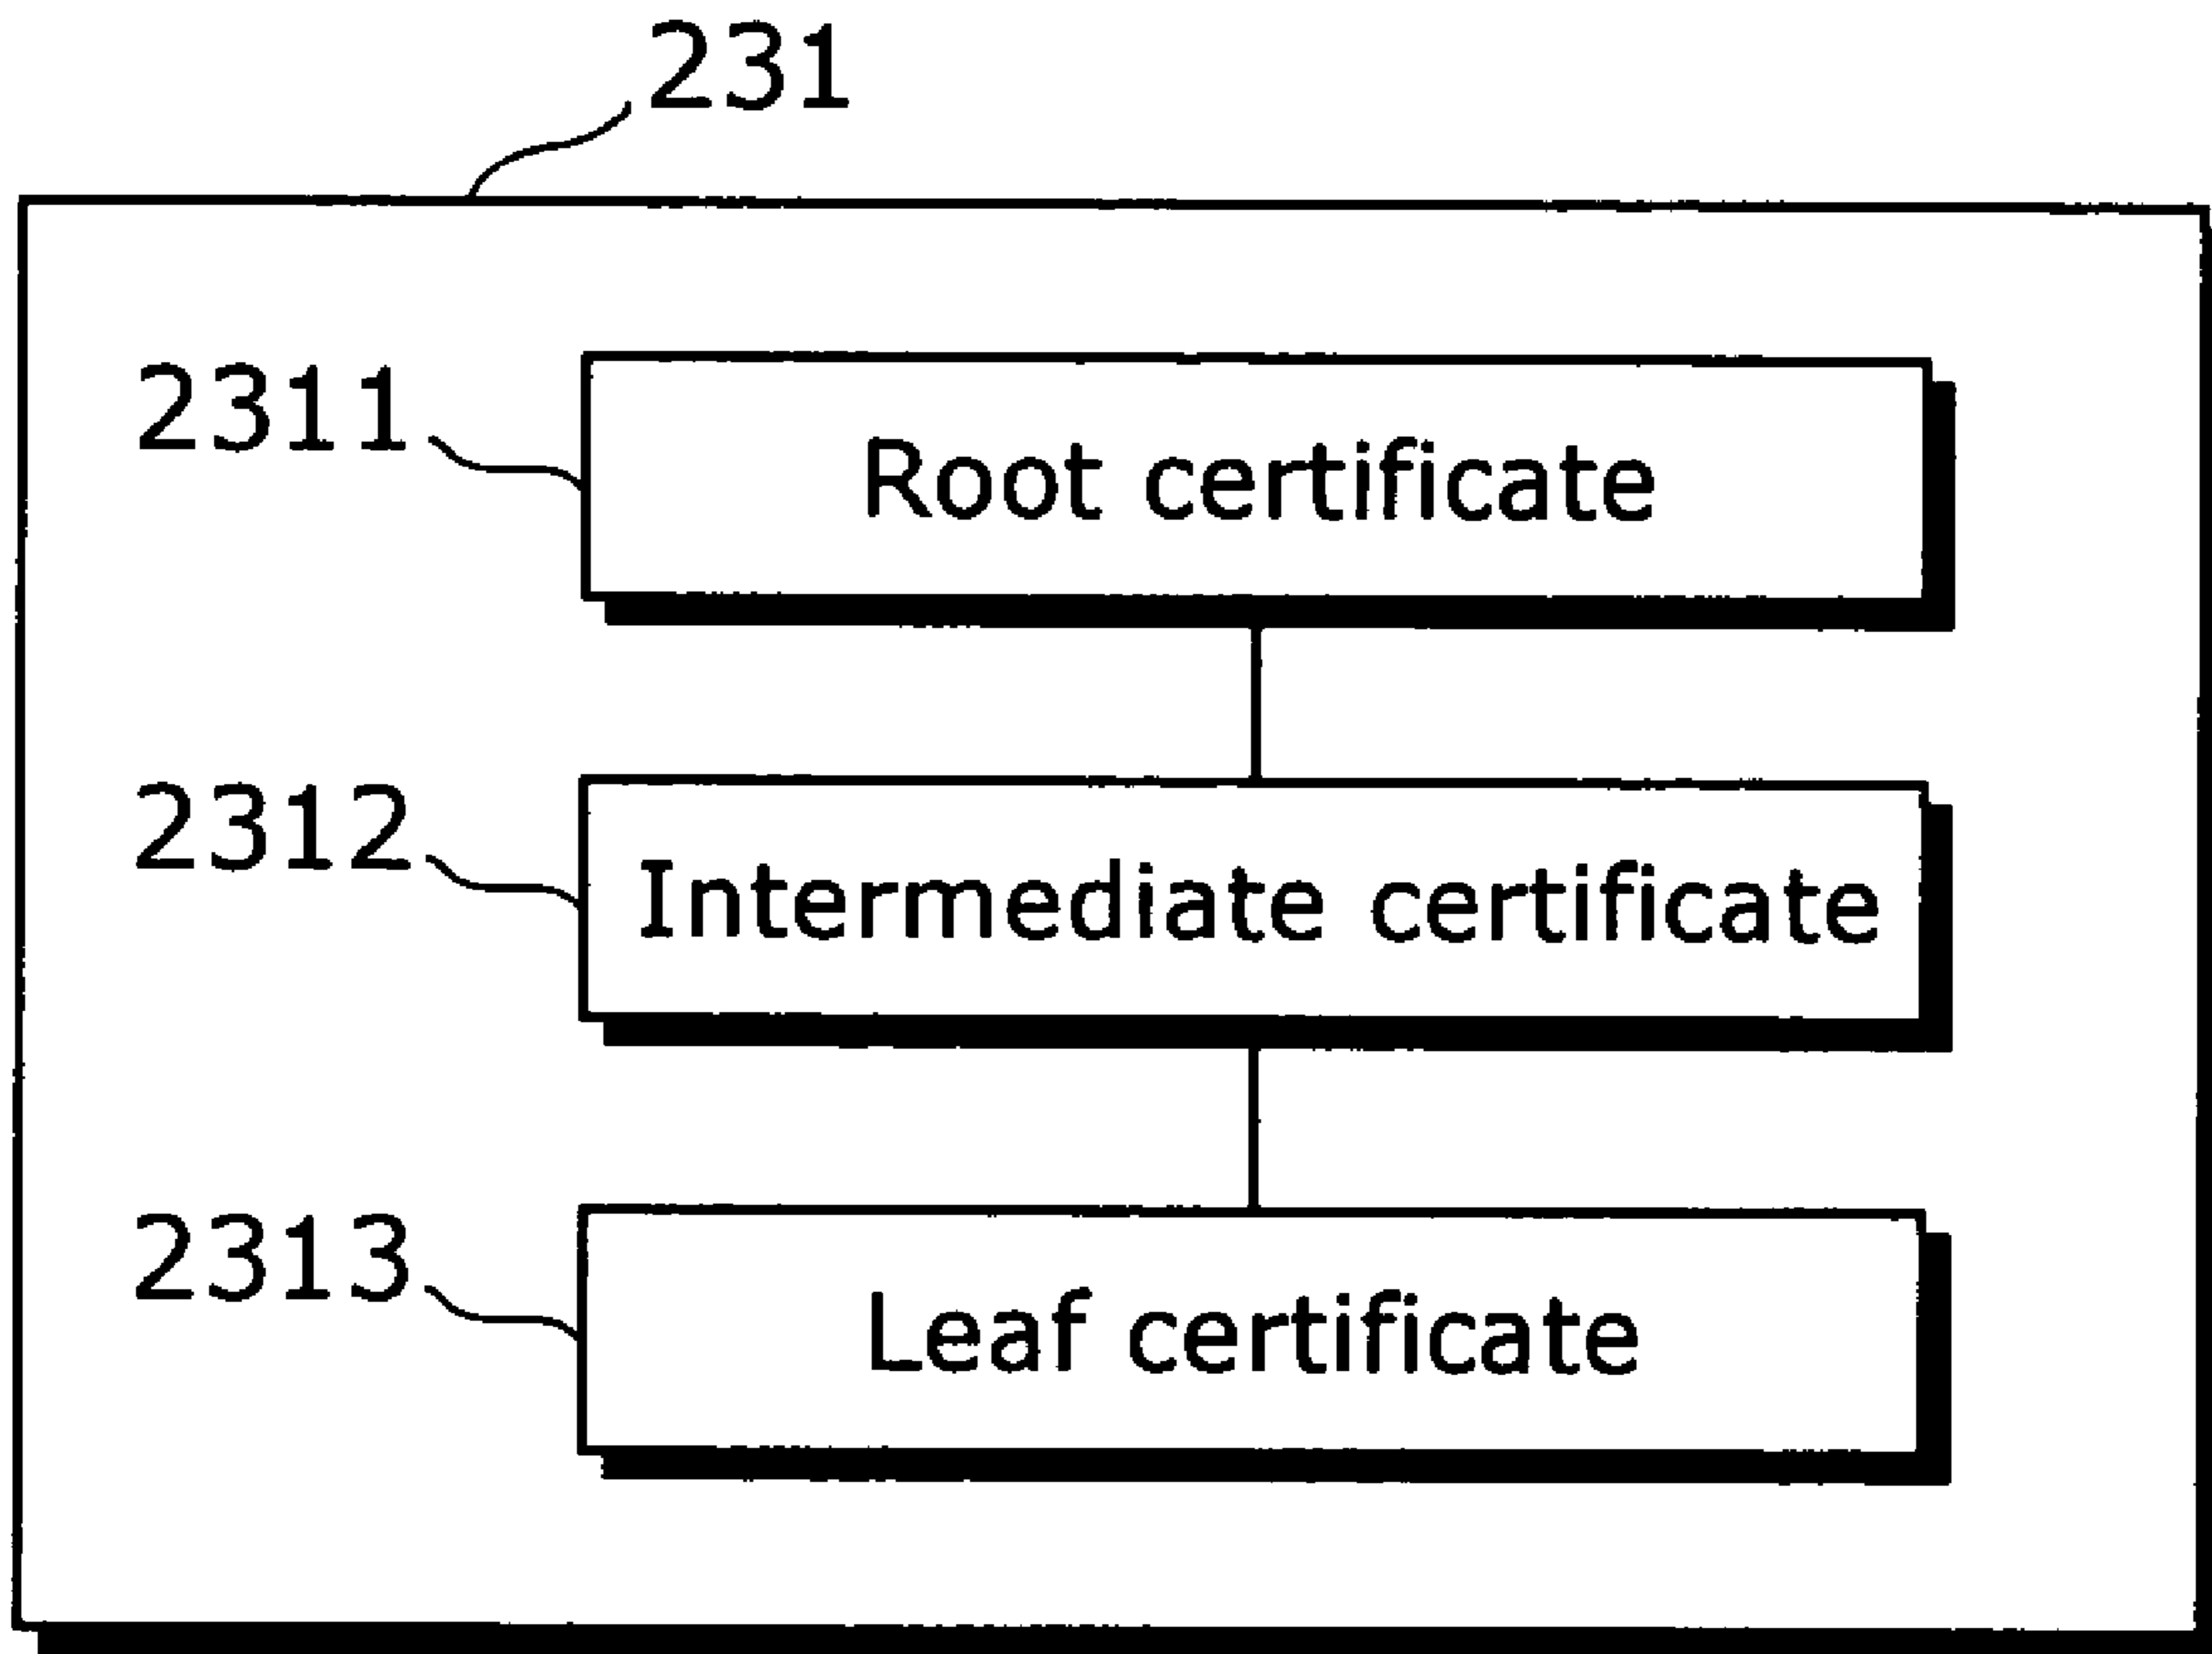 231
2311
Root certificate
2312
Intermediate certificate
2313
Leaf certificate